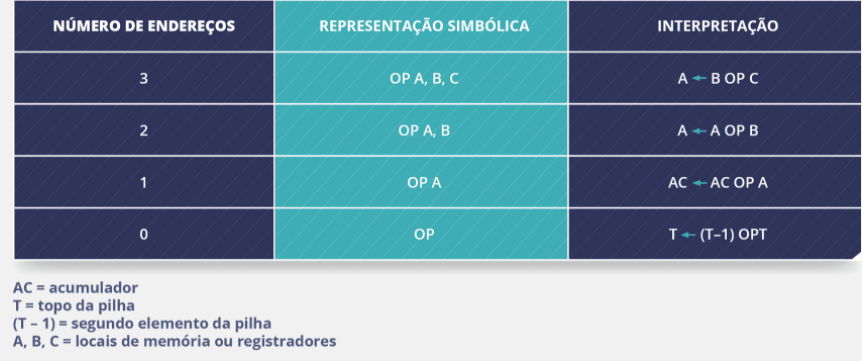 NÚMERO DE ENDEREÇOS REPRESENTAÇÃO SIMBÓLICA INTERPRETAÇÃO
3 OP A, B, C A ← B OP C
2 OP A, B A ← A OP B
1 OP A AC ← AC OP A
0 OP T ← (T–1) OPT
AC = acumulador
T = topo da pilha
(T – 1) = segundo elemento da pilha
A, B, C = locais de memória ou registradores